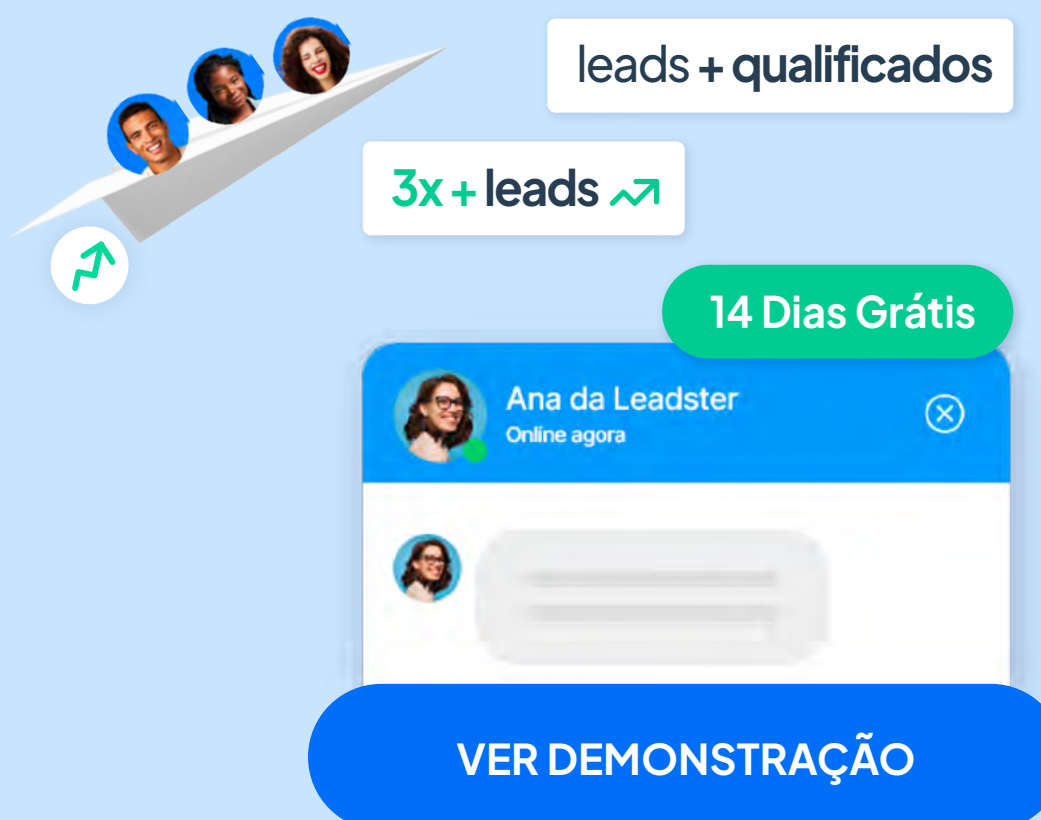 leads + qualificados
3x + leads
14 Dias Grátis
Ana da Leadster
Online agora
VER DEMONSTRAÇÃO